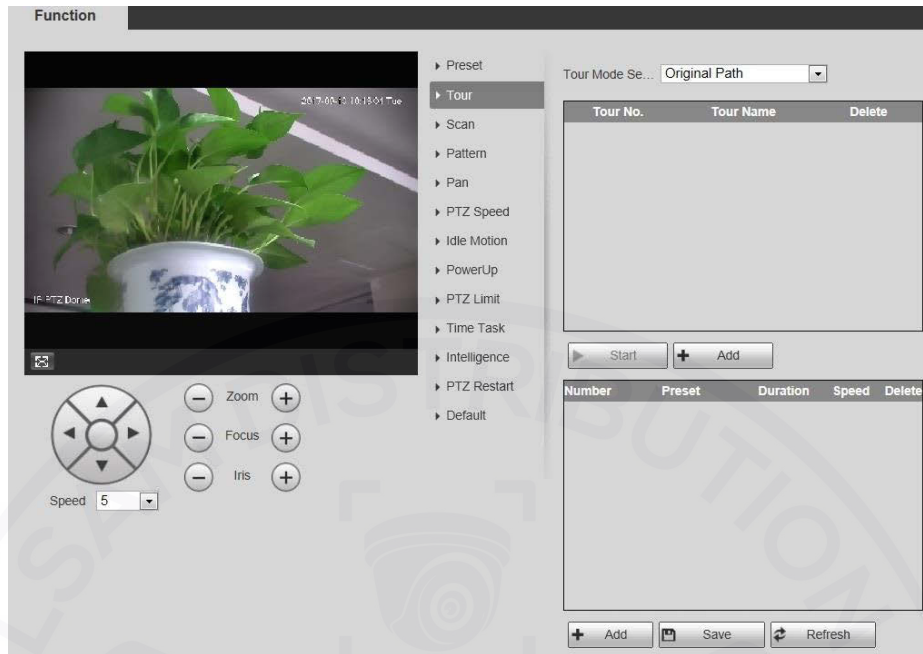 Function
Tue
IP PTZ Dome
Zoom
Focus
Iris
Speed 5
Preset
Tour
Scan
Pattern
Pan
PTZ Speed
Idle Motion
PowerUp
PTZ Limit
Time Task
Intelligence
PTZ Restart
Default
Tour Mode Se... Original Path
Tour No. Tour Name Delete
Start Add
Number Preset Duration Speed Delete
Add Save Refresh
DISTRIBUTION